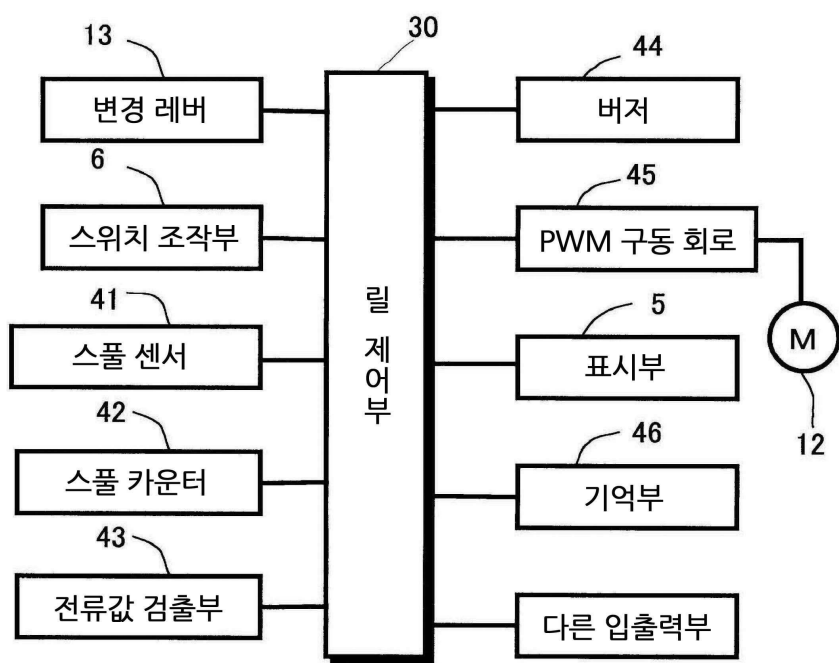 30
13
변경 레버
6
스위치 조작부
41
스풀 센서
42
스풀 카운터
43
전류값 검출부
릴 제어부
44
버저
45
PWM 구동 회로
5
표시부
M
12
46
기억부
다른 입출력부